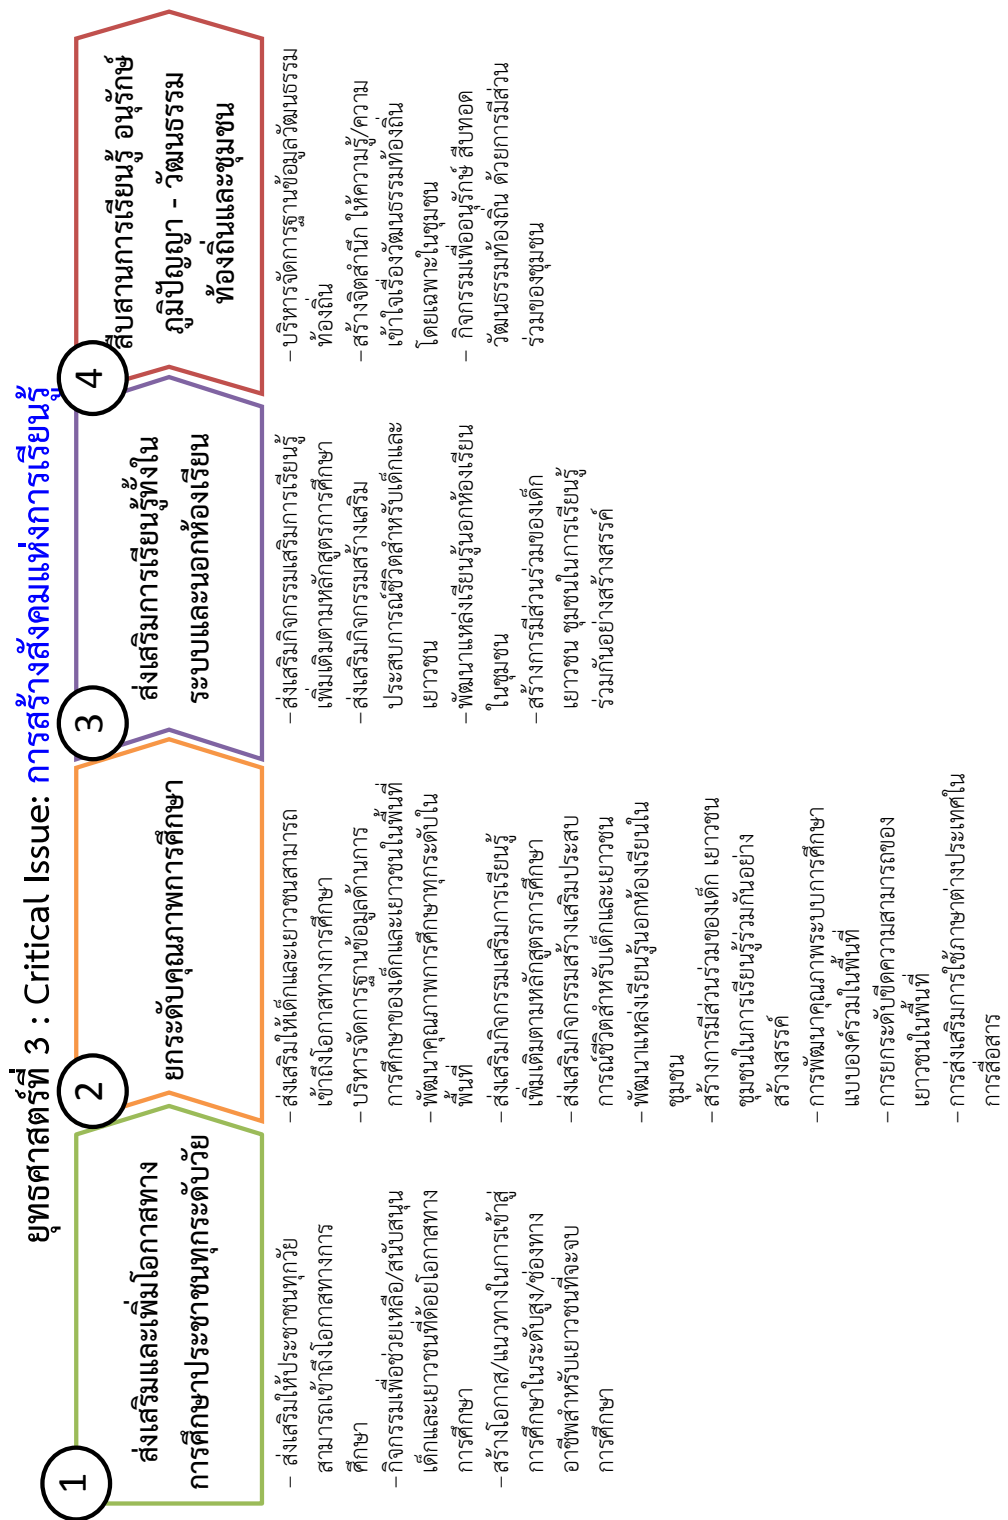 ยุทธศาสตร์ที่ 3 : Critical Issue: การสร้างสังคมแห่งการเรียนรู้
1
ส่งเสริมและเพิ่มโอกาสทาง
การศึกษาประชาชนทุกระดับวัย
– ส่งเสริมให้ประชาชนทุกวัย
สามารถเข้าถึงโอกาสทางการ
ศึกษา
– กิจกรรมเพื่อช่วยเหลือ/สนับสนุน
เด็กและเยาวชนที่ด้อยโอกาสทาง
การศึกษา
– สร้างโอกาส/แนวทางในการเข้าสู่
การศึกษาในระดับสูง/ช่องทาง
อาชีพสำหรับเยาวชนที่จะจบ
การศึกษา
2
ยกระดับคุณภาพการศึกษา
– ส่งเสริมให้เด็กและเยาวชนสามารถ
เข้าถึงโอกาสทางการศึกษา
– บริหารจัดการฐานข้อมูลด้านการ
การศึกษาของเด็กและเยาวชนในพื้นที่
– พัฒนาคุณภาพการศึกษาทุกระดับใน
พื้นที่
– ส่งเสริมกิจกรรมเสริมการเรียนรู้
เพิ่มเติมตามหลักสูตรการศึกษา
– ส่งเสริมกิจกรรมสร้างเสริมประสบ
การณ์ชีวิตสำหรับเด็กและเยาวชน
– พัฒนาแหล่งเรียนรู้นอกห้องเรียนใน
ชุมชน
– สร้างการมีส่วนร่วมของเด็ก เยาวชน
ชุมชนในการเรียนรู้ร่วมกันอย่าง
สร้างสรรค์
– การพัฒนาคุณภาพระบบการศึกษา
แบบองค์รวมในพื้นที่
– การยกระดับขีดความสามารถของ
เยาวชนในพื้นที่
– การส่งเสริมการใช้ภาษาต่างประเทศใน
การสื่อสาร
3
ส่งเสริมการเรียนรู้ทั้งใน
ระบบและนอกห้องเรียน
– ส่งเสริมกิจกรรมเสริมการเรียนรู้
เพิ่มเติมตามหลักสูตรการศึกษา
– ส่งเสริมกิจกรรมสร้างเสริม
ประสบการณ์ชีวิตสำหรับเด็กและ
เยาวชน
– พัฒนาแหล่งเรียนรู้นอกห้องเรียน
ในชุมชน
– สร้างการมีส่วนร่วมของเด็ก
เยาวชน ชุมชนในการเรียนรู้
ร่วมกันอย่างสร้างสรรค์
4
สืบสานการเรียนรู้ อนุรักษ์
ภูมิปัญญา - วัฒนธรรม
ท้องถิ่นและชุมชน
– บริหารจัดการฐานข้อมูลวัฒนธรรม
ท้องถิ่น
– สร้างจิตสำนึก ให้ความรู้/ความ
เข้าใจเรื่องวัฒนธรรมท้องถิ่น
โดยเฉพาะในชุมชน
– กิจกรรมเพื่ออนุรักษ์ สืบทอด
วัฒนธรรมท้องถิ่น ด้วยการมีส่วน
ร่วมของชุมชน